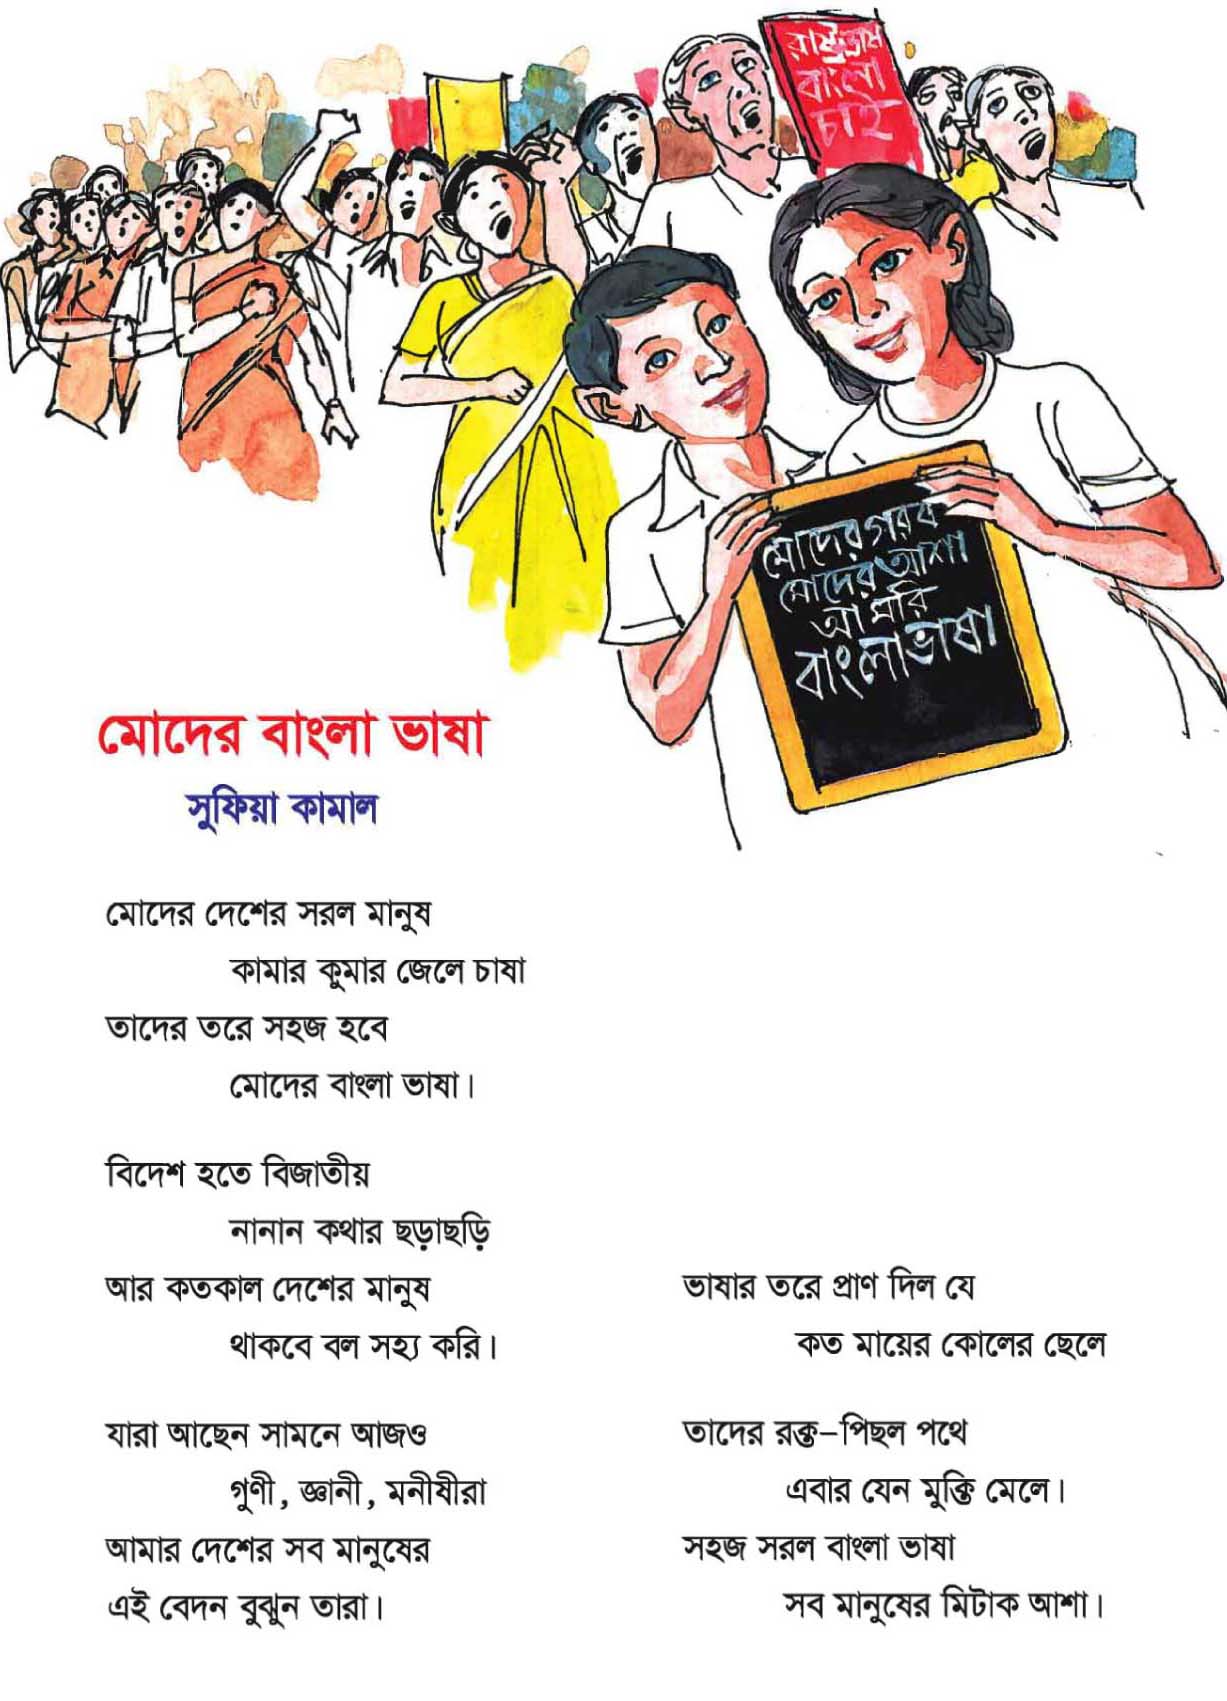 রাষ্ট্রভাষা
বাংলা
চাই
মোদের গরব
মোদের আশা
আ মরি
বাংলা ভাষা
মোদের বাংলা ভাষা
সুফিয়া কামাল
মোদের দেশের সরল মানুষ
কামার কুমার জেলে চাষা
তাদের তরে সহজ হবে
মোদের বাংলা ভাষা।
বিদেশ হতে বিজাতীয়
নানান কথার ছড়াছড়ি
আর কতকাল দেশের মানুষ
থাকবে বল সহ্য করি।
যারা আছেন সামনে আজও
গুণী, জ্ঞানী, মনীষীরা
আমার দেশের সব মানুষের
এই বেদন বুঝুন তারা।
ভাষার তরে প্রাণ দিল যে
কত মায়ের কোলের ছেলে
তাদের রক্ত-পিছল পথে
এবার যেন মুক্তি মেলে।
সহজ সরল বাংলা ভাষা
সব মানুষের মিটাক আশা।